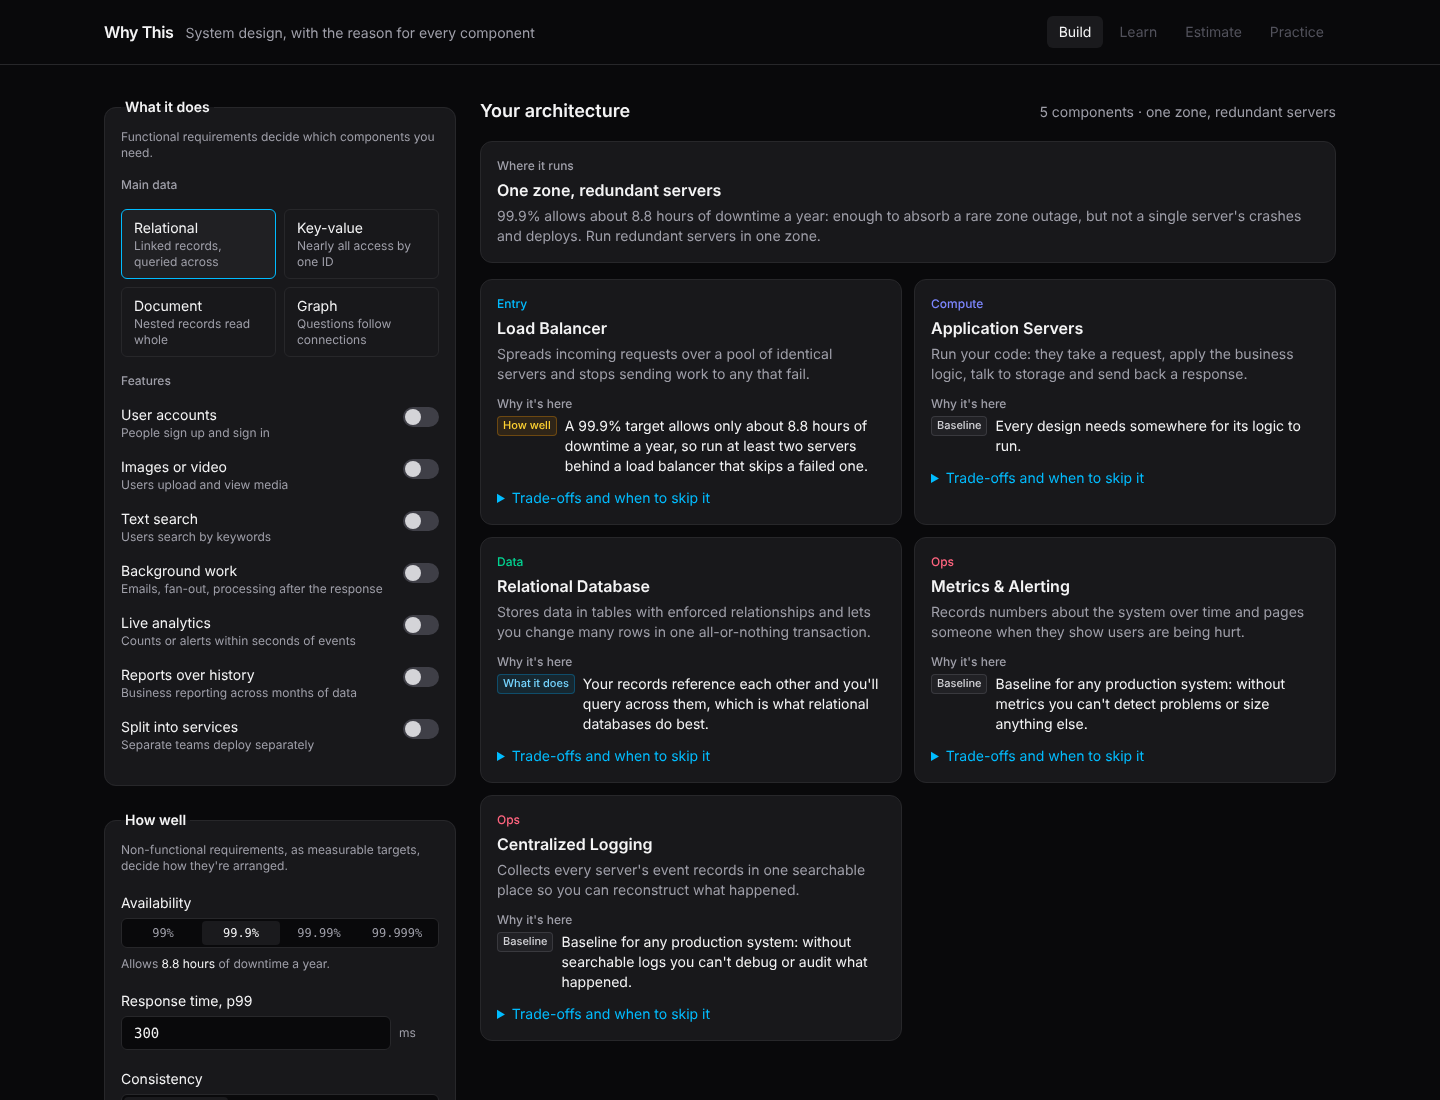 Why This
System design, with the reason for every component
Build
Learn
Estimate
Practice
What it does
Functional requirements decide which components you
need.
Main data
Relational
Linked records,
queried across
Key-value
Nearly all access by
one ID
Document
Nested records read
whole
Graph
Questions follow
connections
Features
User accounts
People sign up and sign in
Images or video
Users upload and view media
Text search
Users search by keywords
Background work
Emails, fan-out, processing after the response
Live analytics
Counts or alerts within seconds of events
Reports over history
Business reporting across months of data
Split into services
Separate teams deploy separately
How well
Non-functional requirements, as measurable targets,
decide how they're arranged.
Availability
99%
99.9%
99.99%
99.999%
Allows 8.8 hours of downtime a year.
Response time, p99
300
ms
Consistency
Your architecture
5 components · one zone, redundant servers
Where it runs
One zone, redundant servers
99.9% allows about 8.8 hours of downtime a year: enough to absorb a rare zone outage, but not a single server's crashes
and deploys. Run redundant servers in one zone.
Entry
Load Balancer
Spreads incoming requests over a pool of identical
servers and stops sending work to any that fail.
Why it's here
How well
A 99.9% target allows only about 8.8 hours of
downtime a year, so run at least two servers
behind a load balancer that skips a failed one.
Trade-offs and when to skip it
Compute
Application Servers
Run your code: they take a request, apply the business
logic, talk to storage and send back a response.
Why it's here
Baseline
Every design needs somewhere for its logic to
run.
Trade-offs and when to skip it
Data
Relational Database
Stores data in tables with enforced relationships and lets
you change many rows in one all-or-nothing transaction.
Why it's here
What it does
Your records reference each other and you'll
query across them, which is what relational
databases do best.
Trade-offs and when to skip it
Ops
Metrics & Alerting
Records numbers about the system over time and pages
someone when they show users are being hurt.
Why it's here
Baseline
Baseline for any production system: without
metrics you can't detect problems or size
anything else.
Trade-offs and when to skip it
Ops
Centralized Logging
Collects every server's event records in one searchable
place so you can reconstruct what happened.
Why it's here
Baseline
Baseline for any production system: without
searchable logs you can't debug or audit what
happened.
Trade-offs and when to skip it